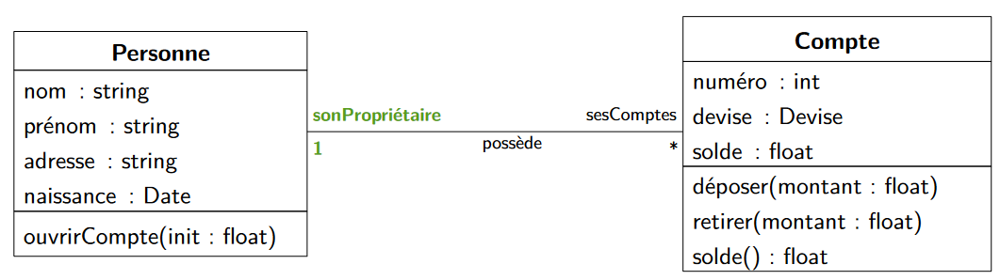 Personne
nom : string
prénom : string
adresse : string
naissance : Date
ouvrirCompte(init : float)
sonPropriétaire
1
possède
sesComptes
*
Compte
numéro : int
devise : Devise
solde : float
déposer(montant : float)
retirer(montant : float)
solde() : float